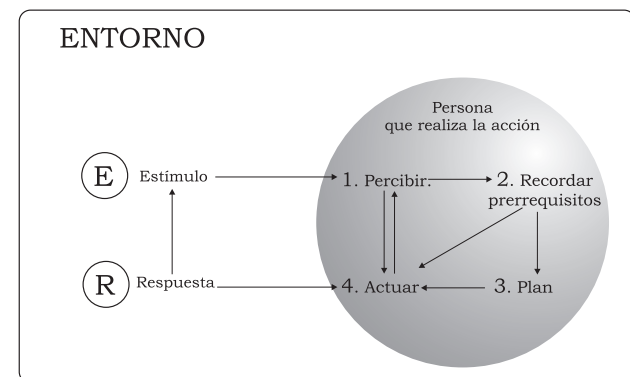 ENTORNO
Persona
que realiza la acción
E Estímulo
1. Percibir.
2. Recordar
prerrequisitos
R Respuesta
4. Actuar
3. Plan